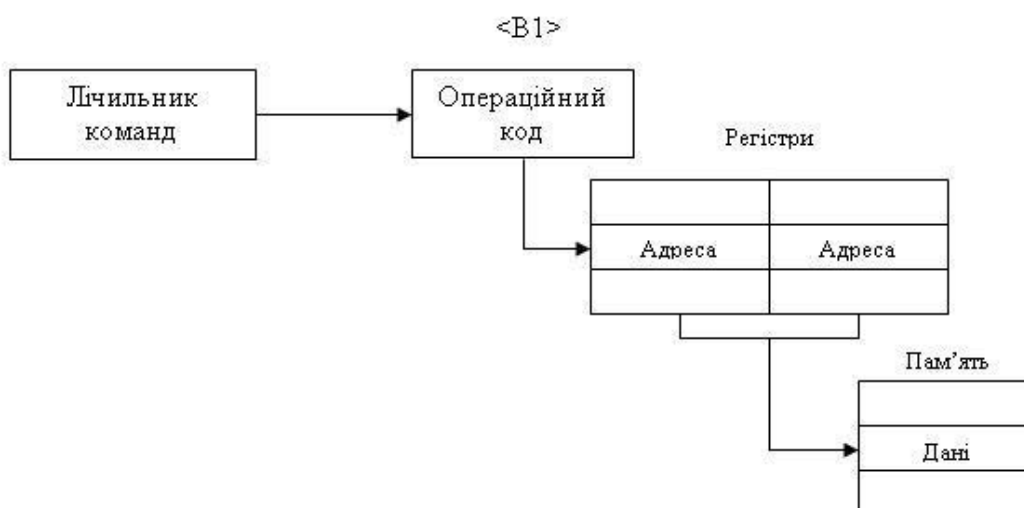 <B1>
Лічильник
команд
Операційний
код
Регістри
Адреса Адреса
Пам’ять
Дані